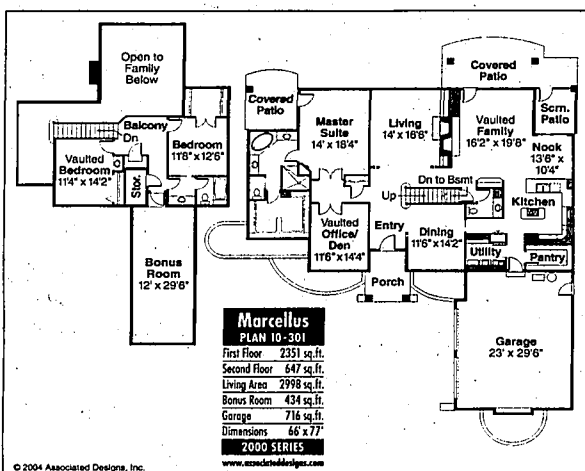 Open to
Family
Below
Balcony
Dn
Bedroom
11'8" x 12'6"
Vaulted
Bedroom
11'4" x 14'2"
Stor.
Bonus
Room
12' x 29'6"
Covered
Patio
Master
Suite
14' x 18'4"
Living
14' x 16'8"
Covered
Patio
Vaulted
Family
16'2" x 19'8"
Scrn.
Patio
Nook
13'6" x
10'4"
Dn to Bsmt
Up
Kitchen
Vaulted
Office/
Den
11'6" x 14'4"
Entry
Dining
11'6" x 14'2"
Utility
Pantry
Porch
Garage
23' x 29'6"
Marcellus
PLAN 10-301
First Floor 2351 sq.ft.
Second Floor 647 sq.ft.
Living Area 2998 sq.ft.
Bonus Room 434 sq.ft.
Garage 716 sq.ft.
Dimensions 66' x 77'
2000 SERIES
www.associateddesigns.com
© 2004 Associated Designs, Inc.